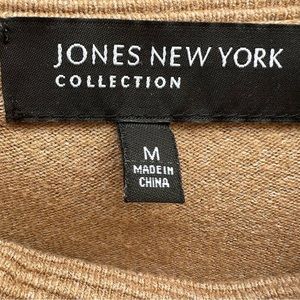 JONES NEW YORK
COLLECTION
M
MADE IN
CHINA